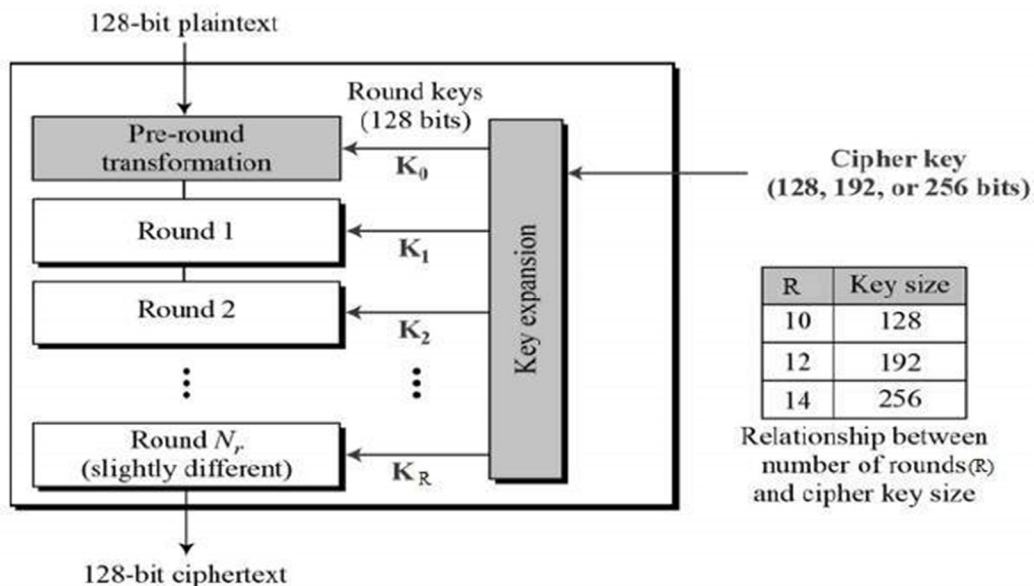 128-bit plaintext
Round keys
(128 bits)
Pre-round
transformation
K0
Cipher key
(128, 192, or 256 bits)
Round 1
K1
Round 2
K2
Key expansion
R Key size
10 128
12 192
14 256
Relationship between
number of rounds(R)
and cipher key size
Round Nr
(slightly different)
KR
128-bit ciphertext